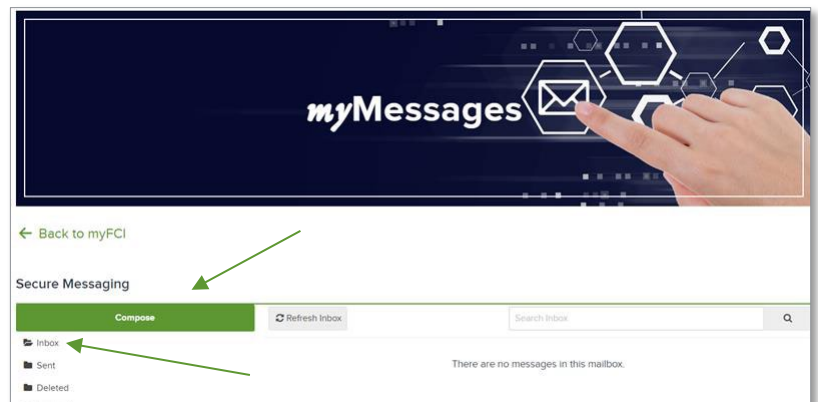 myMessages
← Back to myFCI
Secure Messaging
Compose
Refresh Inbox
Search Inbox
Inbox
Sent
There are no messages in this mailbox.
Deleted